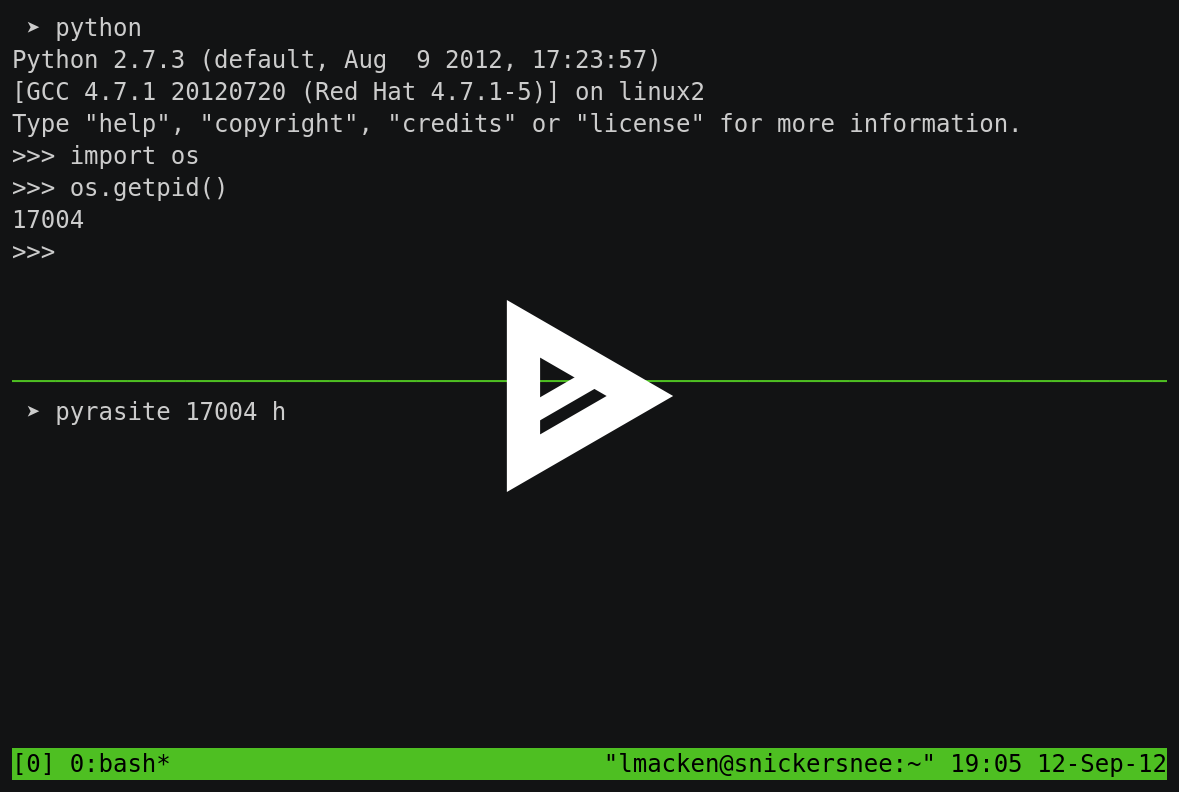 ➤ python
Python 2.7.3 (default, Aug  9 2012, 17:23:57)
[GCC 4.7.1 20120720 (Red Hat 4.7.1-5)] on linux2
Type "help", "copyright", "credits" or "license" for more information.
>>> import os
>>> os.getpid()
17004
>>>
➤ pyrasite 17004 h
[0] 0:bash* "lmacken@snickersnee:~" 19:05 12-Sep-12